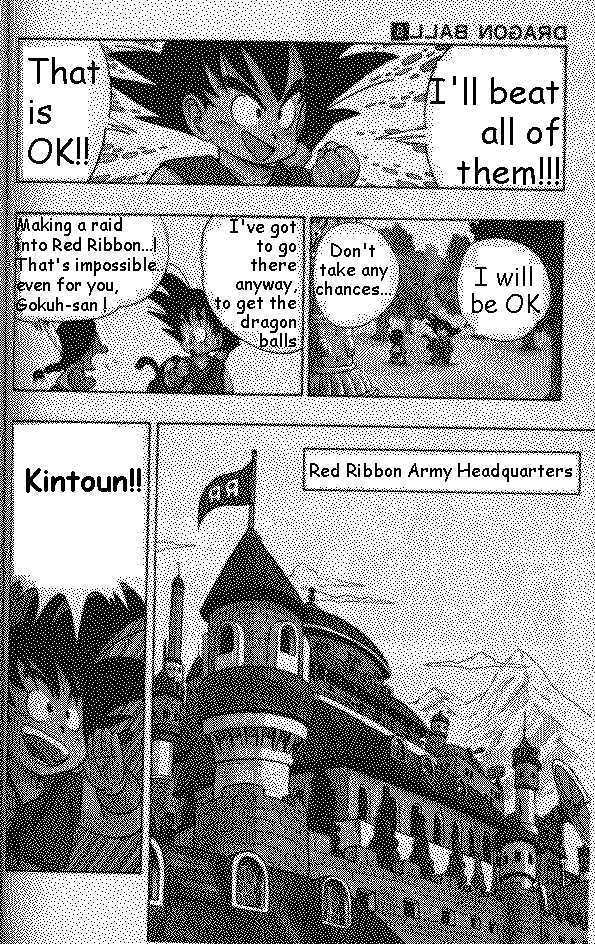 DRAGON BALL
That
is
OK!!
I'll beat
all of
them!!!
Making a raid
into Red Ribbon...!
That's impossible
even for you,
Gokuh-san !
I've got
to go
there
anyway,
to get the
dragon
balls
Don't
take any
chances...
I will
be OK
Kintoun!!
Red Ribbon Army Headquarters
RR